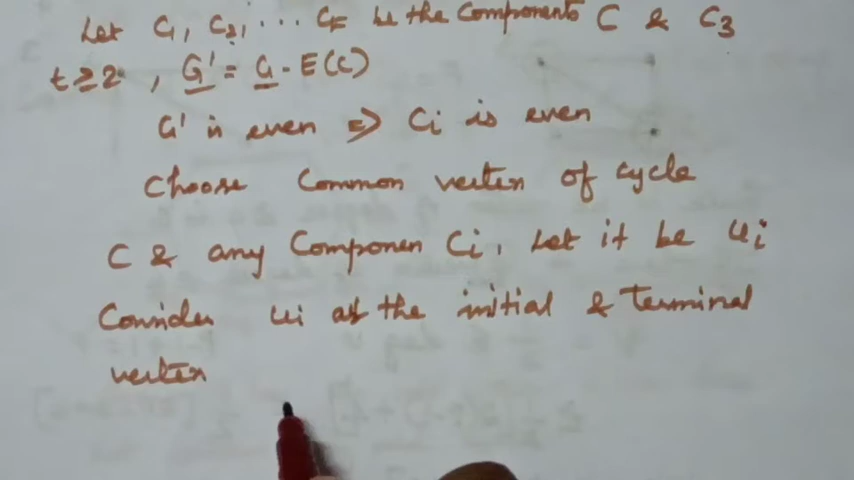 Let C1, C2, ... Ct be the Components C & C3
t ≥ 2, G' = G - E(C)
G' is even ⇒ Ci is even
Choose Common vertex of cycle
C & any Componen Ci. Let it be ui
Consider ui as the initial & Terminal
vertex